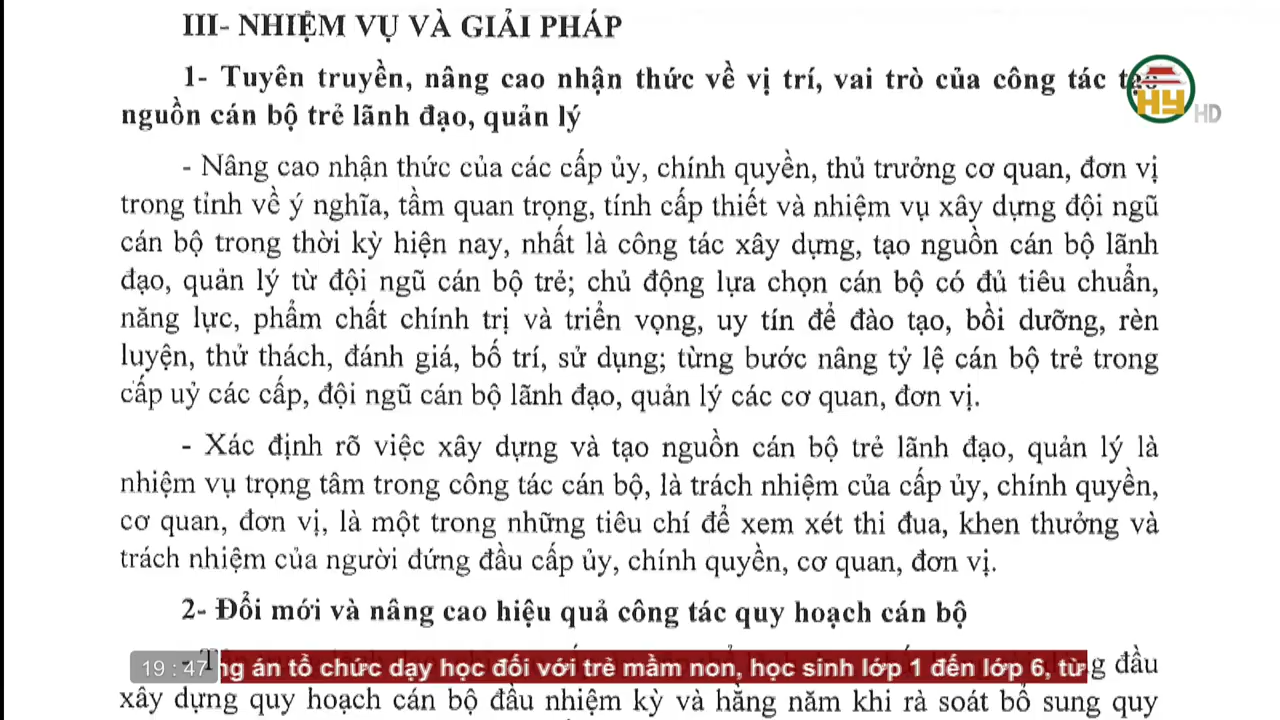 III- NHIỆM VỤ VÀ GIẢI PHÁP
1- Tuyên truyền, nâng cao nhận thức về vị trí, vai trò của công tác tạo
HY HD
nguồn cán bộ trẻ lãnh đạo, quản lý
- Nâng cao nhận thức của các cấp ủy, chính quyền, thủ trưởng cơ quan, đơn vị
trong tỉnh về ý nghĩa, tầm quan trọng, tính cấp thiết và nhiệm vụ xây dựng đội ngũ
cán bộ trong thời kỳ hiện nay, nhất là công tác xây dựng, tạo nguồn cán bộ lãnh
đạo, quản lý từ đội ngũ cán bộ trẻ; chủ động lựa chọn cán bộ có đủ tiêu chuẩn,
năng lực, phẩm chất chính trị và triển vọng, uy tín để đào tạo, bồi dưỡng, rèn
luyện, thử thách, đánh giá, bố trí, sử dụng; từng bước nâng tỷ lệ cán bộ trẻ trong
cấp uỷ các cấp, đội ngũ cán bộ lãnh đạo, quản lý các cơ quan, đơn vị.
- Xác định rõ việc xây dựng và tạo nguồn cán bộ trẻ lãnh đạo, quản lý là
nhiệm vụ trọng tâm trong công tác cán bộ, là trách nhiệm của cấp ủy, chính quyền,
cơ quan, đơn vị, là một trong những tiêu chí để xem xét thi đua, khen thưởng và
trách nhiệm của người đứng đầu cấp ủy, chính quyền, cơ quan, đơn vị.
2- Đổi mới và nâng cao hiệu quả công tác quy hoạch cán bộ
19:47 ng án tổ chức dạy học đối với trẻ mầm non, học sinh lớp 1 đến lớp 6, từ
đầu
xây dựng quy hoạch cán bộ đầu nhiệm kỳ và hằng năm khi rà soát bổ sung quy